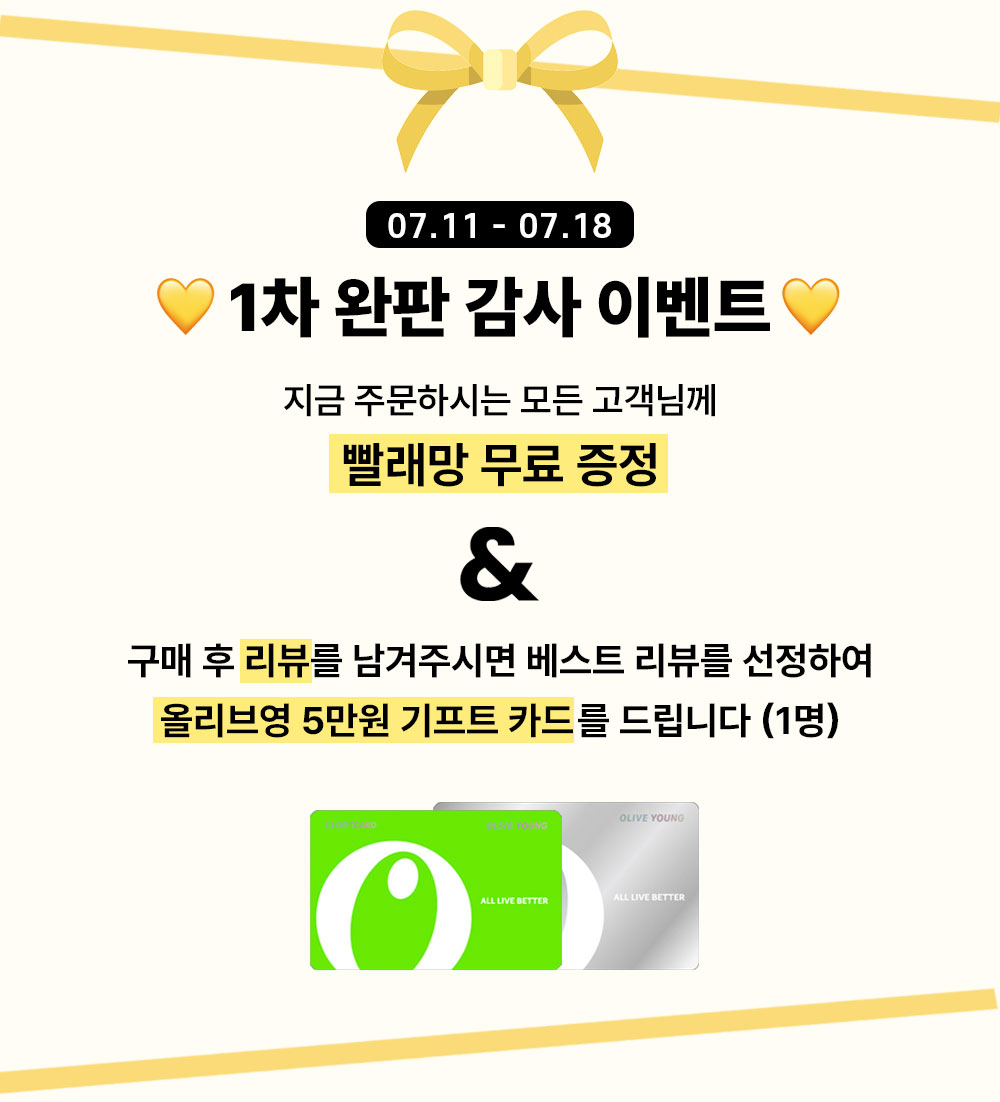 07.11 - 07.18
💛 1차 완판 감사 이벤트 💛
지금 주문하시는 모든 고객님께
빨래망 무료 증정
&
구매 후 리뷰를 남겨주시면 베스트 리뷰를 선정하여
올리브영 5만원 기프트 카드를 드립니다 (1명)
OLIVE YOUNG
OLIVE YOUNG
ALL LIVE BETTER
ALL LIVE BETTER